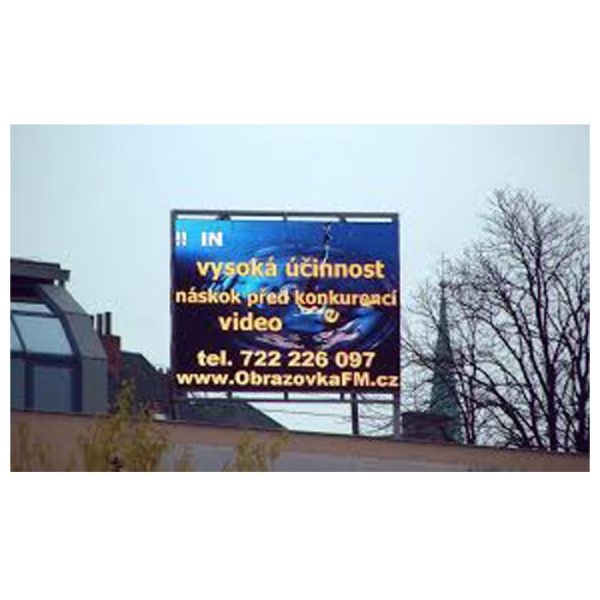 !! IN
vysoká účinnost
náskok před konkurencí
video
tel. 722 226 097
www.ObrazovkaFM.cz